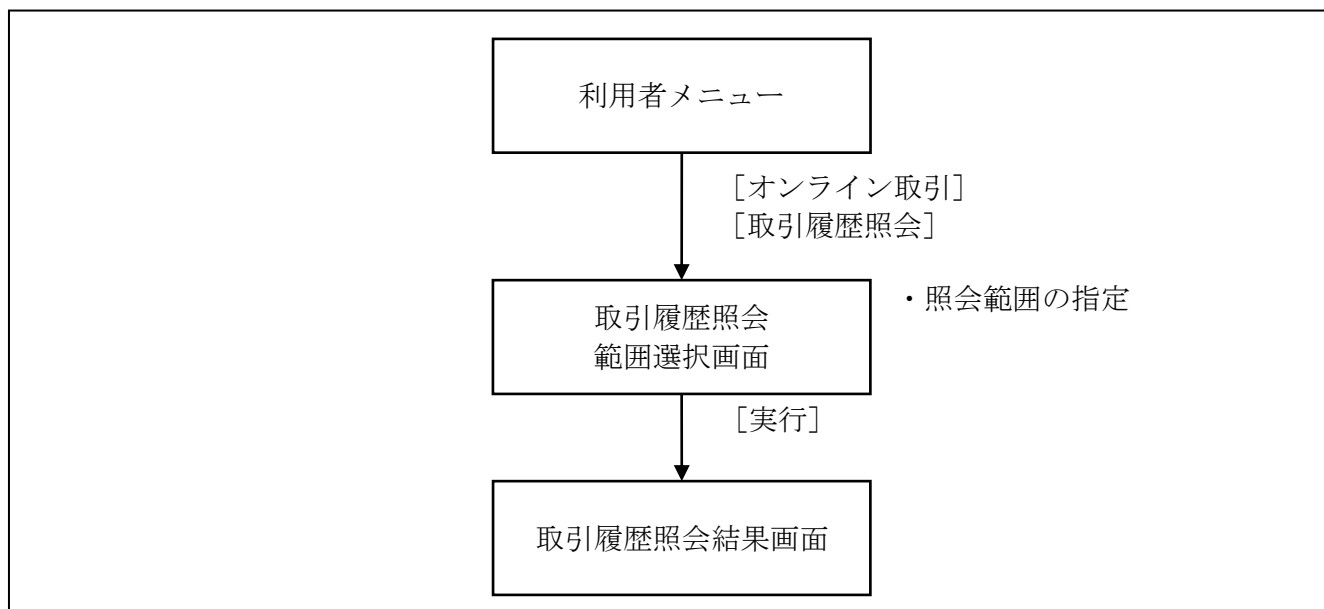 利用者メニュー
［オンライン取引］
［取引履歴照会］
取引履歴照会
範囲選択画面
・照会範囲の指定
［実行］
取引履歴照会結果画面